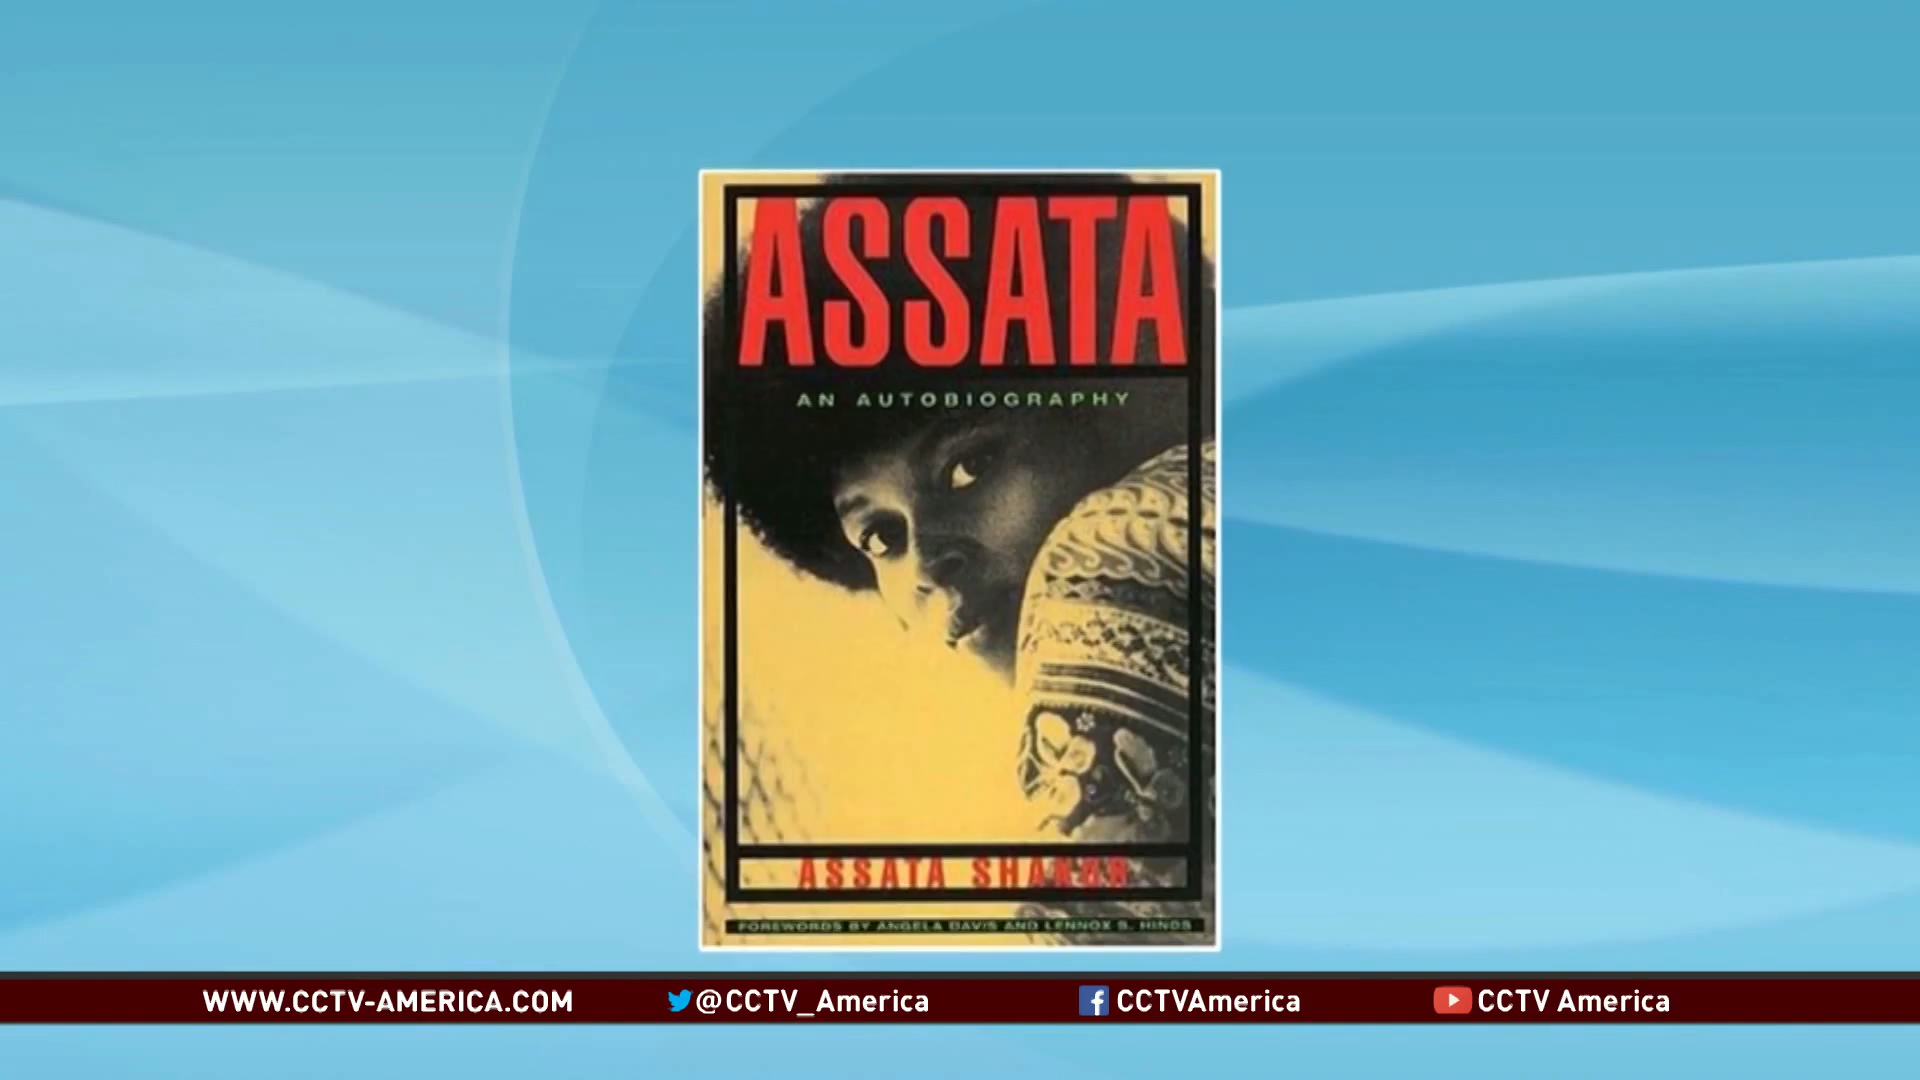 ASSATA
AN AUTOBIOGRAPHY
ASSATA SHAKUR
FOREWORDS BY ANGELA DAVIS AND LENNOX S. HINDS
WWW.CCTV-AMERICA.COM @CCTV_America CCTVAmerica CCTV America